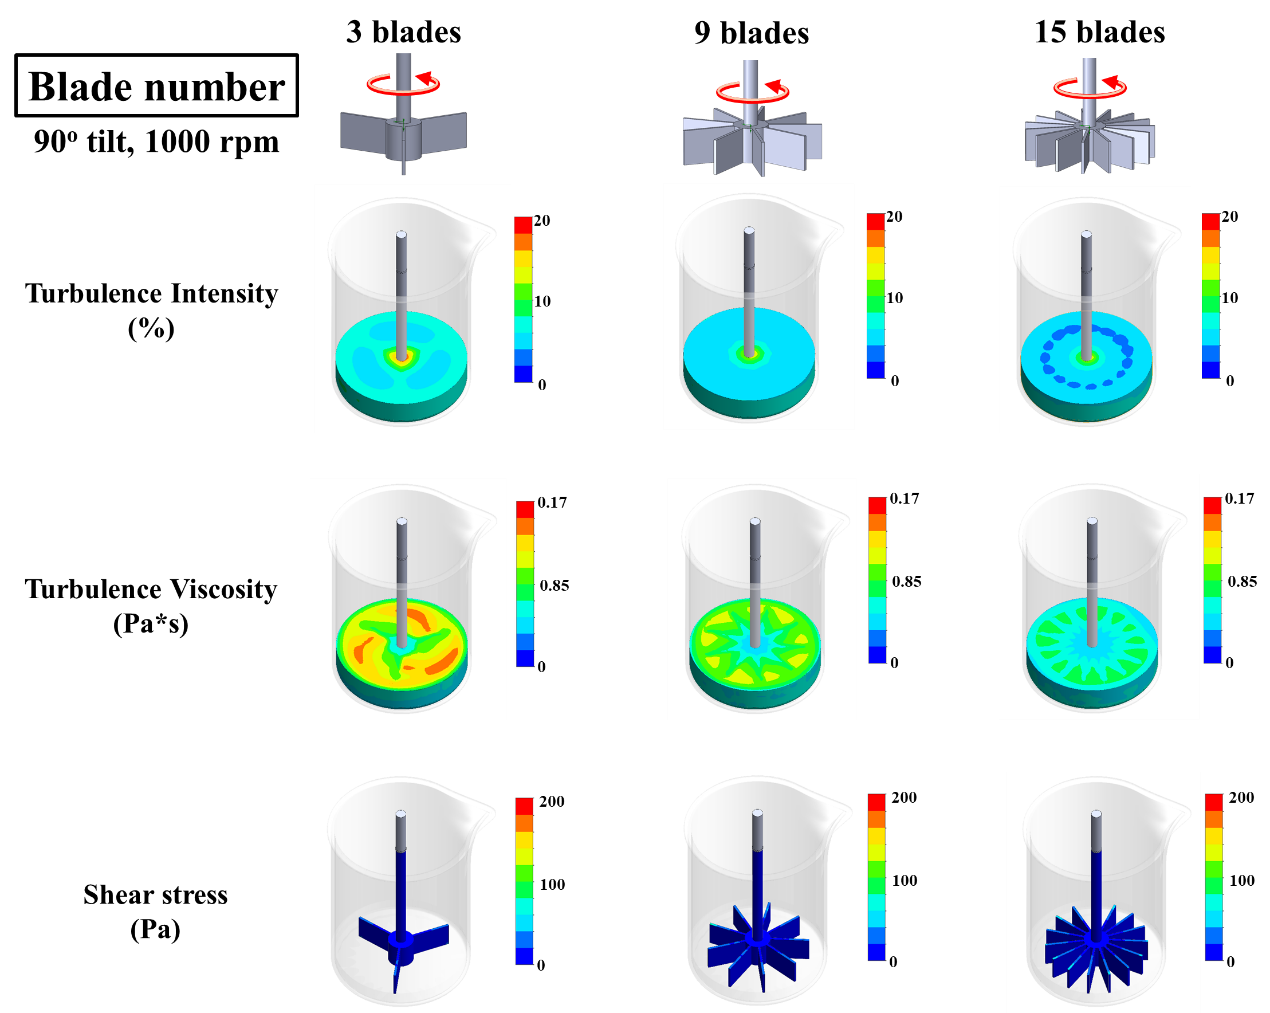 3 blades
9 blades
15 blades
Blade number
90º tilt, 1000 rpm
Turbulence Intensity
(%)
20
10
0
20
10
0
20
10
0
Turbulence Viscosity
(Pa*s)
0.17
0.85
0
0.17
0.85
0
0.17
0.85
0
Shear stress
(Pa)
200
100
0
200
100
0
200
100
0